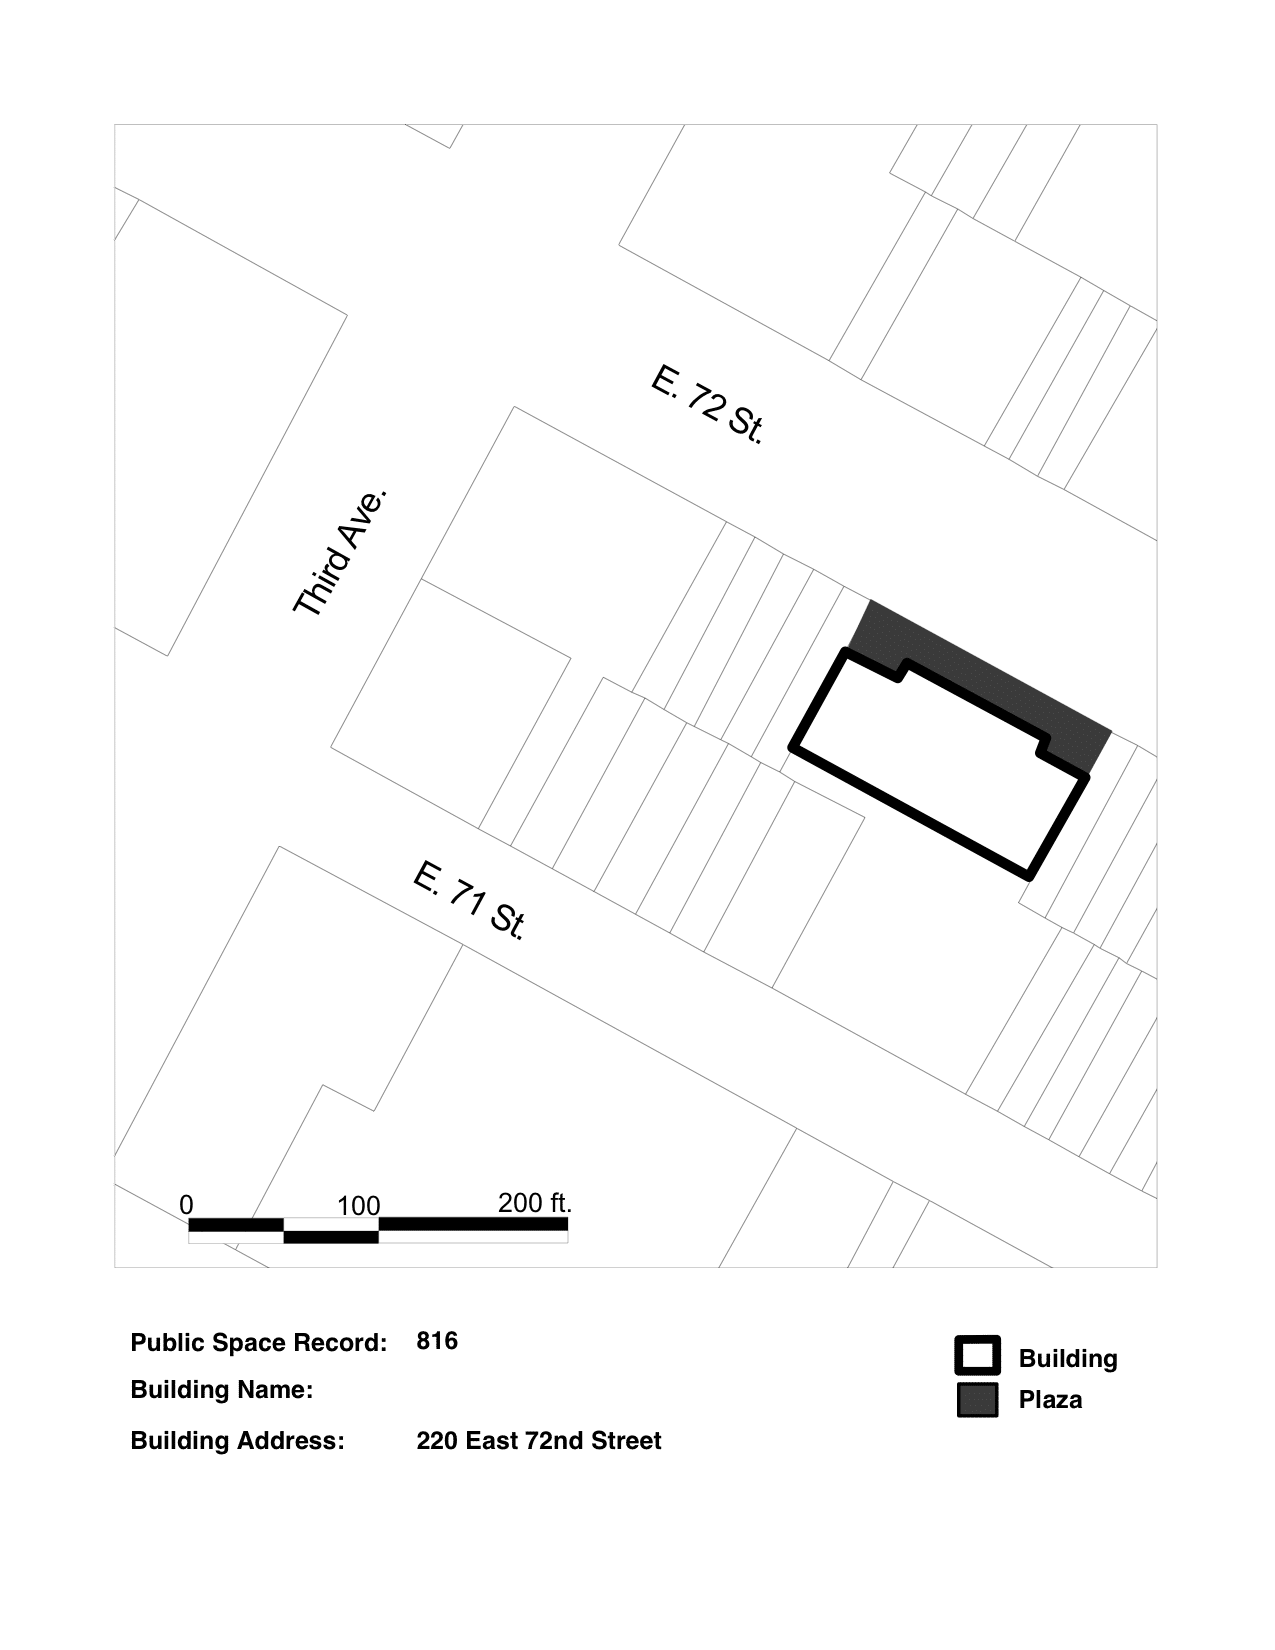 E. 72 St.
Third Ave.
E. 71 St.
0 100 200 ft.
Public Space Record: 816
Building Name:
Building Address: 220 East 72nd Street
Building
Plaza